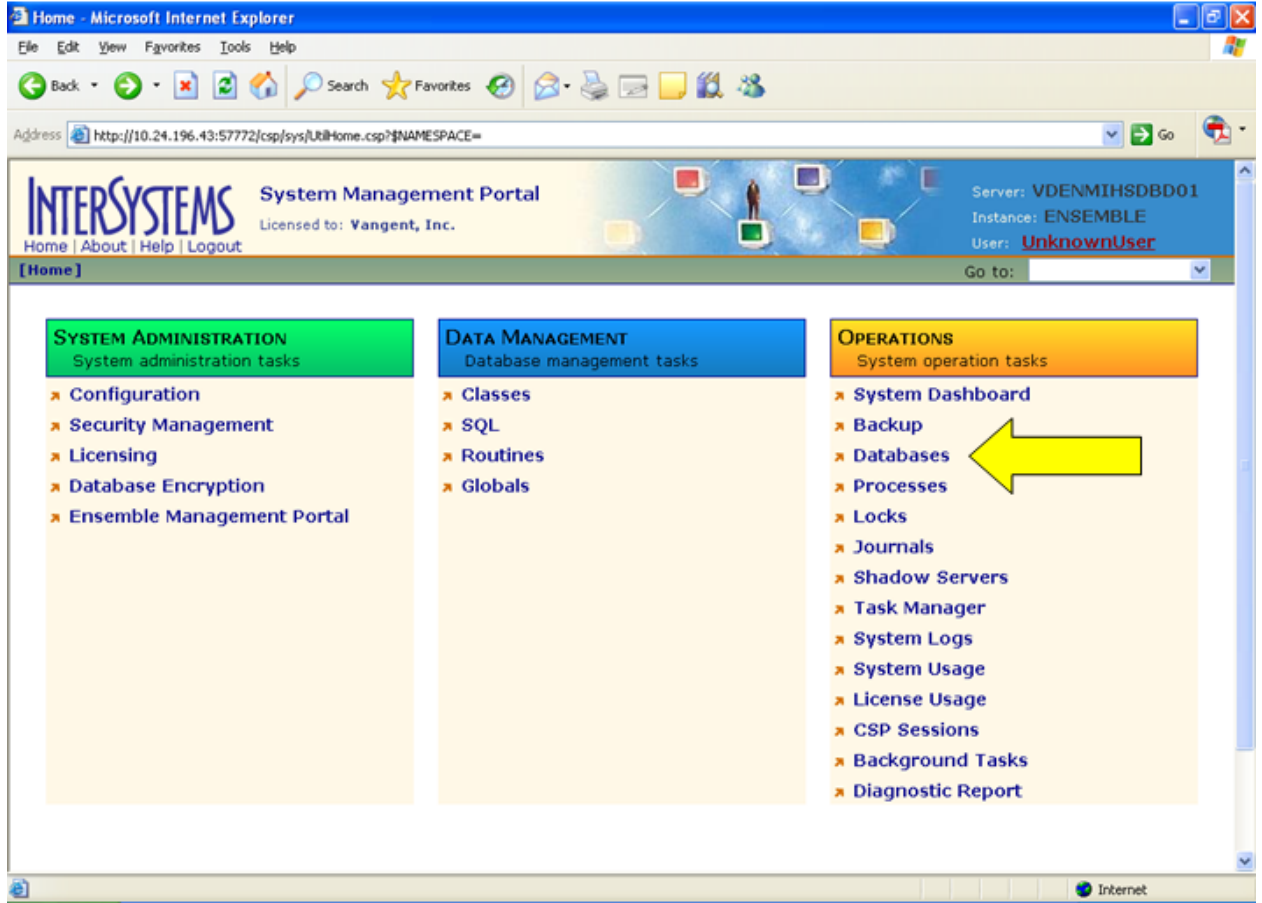 Home - Microsoft Internet Explorer
File Edit View Favorites Tools Help
Back Search Favorites
Address http://10.24.196.43:57772/csp/sys/UtilHome.csp?$NAMESPACE= Go
INTERSYSTEMS
System Management Portal
Licensed to: Vangent, Inc.
Home | About | Help | Logout
Server: VDENMIHSDBD01
Instance: ENSEMBLE
User: UnknownUser
[Home] Go to:
SYSTEM ADMINISTRATION
System administration tasks
Configuration
Security Management
Licensing
Database Encryption
Ensemble Management Portal
DATA MANAGEMENT
Database management tasks
Classes
SQL
Routines
Globals
OPERATIONS
System operation tasks
System Dashboard
Backup
Databases
Processes
Locks
Journals
Shadow Servers
Task Manager
System Logs
System Usage
License Usage
CSP Sessions
Background Tasks
Diagnostic Report
Internet